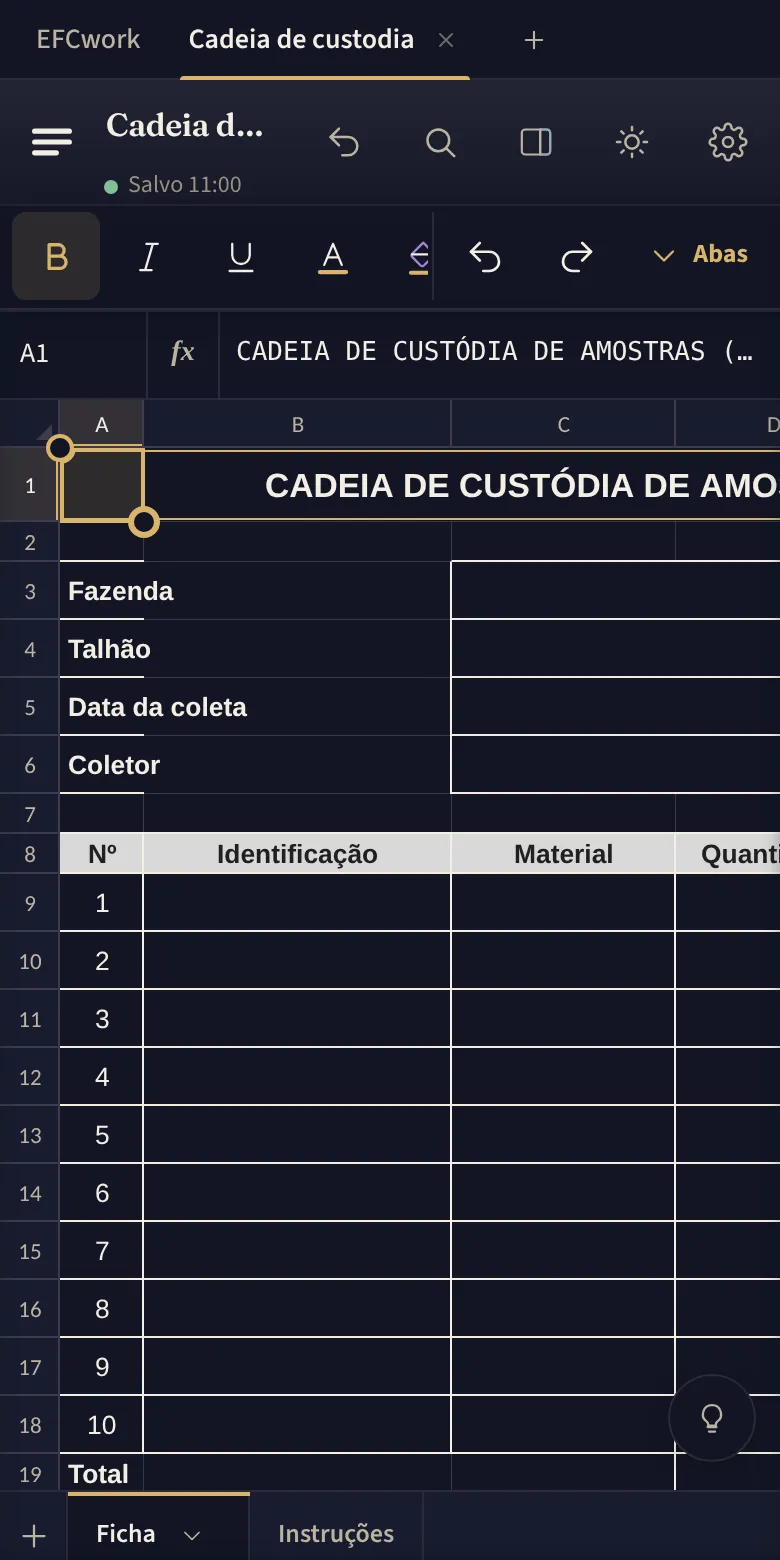 EFCwork Cadeia de custodia
Cadeia d...
Salvo 11:00
B I U A Abas
A1 fx CADEIA DE CUSTÓDIA DE AMOSTRAS (…
A B C D
1 CADEIA DE CUSTÓDIA DE AMOS
2
3 Fazenda
4 Talhão
5 Data da coleta
6 Coletor
7
8 Nº Identificação Material Quanti
9 1
10 2
11 3
12 4
13 5
14 6
15 7
16 8
17 9
18 10
19 Total
Ficha Instruções